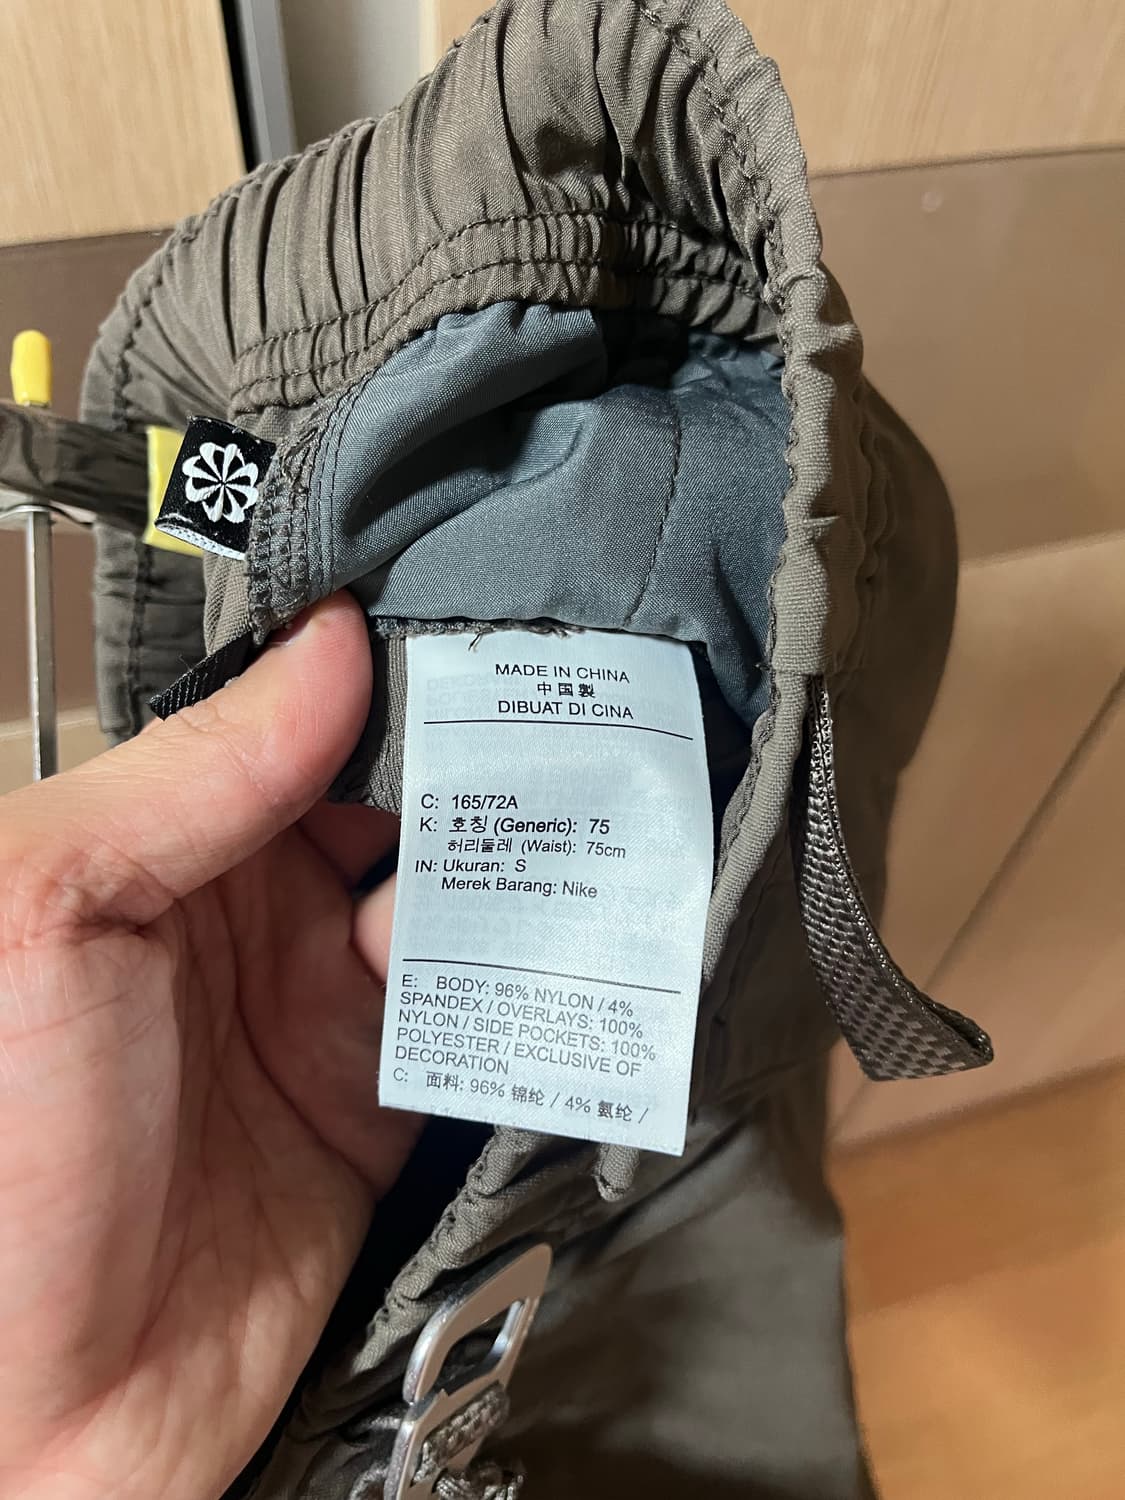 MADE IN CHINA
中国製
DIBUAT DI CINA
C: 165/72A
K: 호칭 (Generic): 75
허리둘레 (Waist): 75cm
IN: Ukuran: S
Merek Barang: Nike
E: BODY: 96% NYLON / 4%
SPANDEX / OVERLAYS: 100%
NYLON / SIDE POCKETS: 100%
POLYESTER / EXCLUSIVE OF
DECORATION
C: 面料: 96% 锦纶 / 4% 氨纶 /